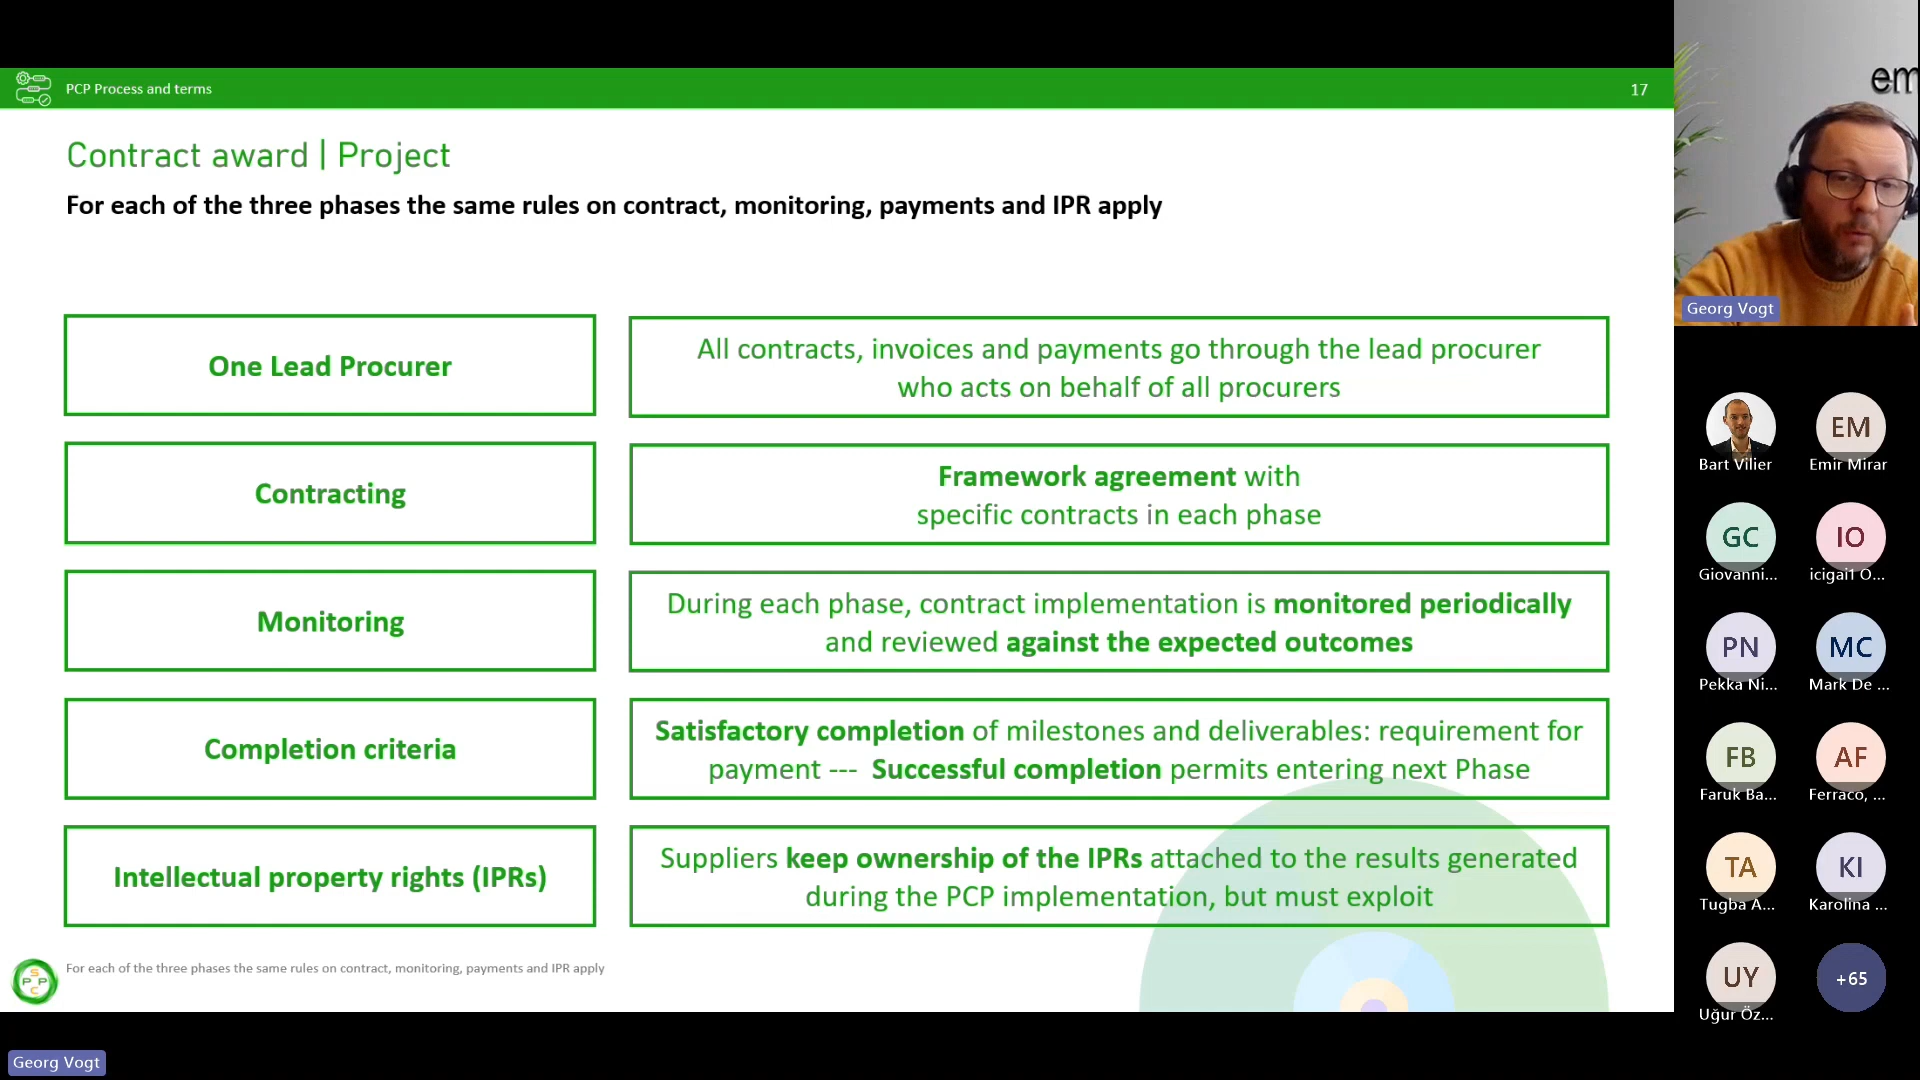 PCP Process and terms
17
Contract award | Project
For each of the three phases the same rules on contract, monitoring, payments and IPR apply
One Lead Procurer
All contracts, invoices and payments go through the lead procurer
who acts on behalf of all procurers
Contracting
Framework agreement with
specific contracts in each phase
Monitoring
During each phase, contract implementation is monitored periodically
and reviewed against the expected outcomes
Completion criteria
Satisfactory completion of milestones and deliverables: requirement for
payment --- Successful completion permits entering next Phase
Intellectual property rights (IPRs)
Suppliers keep ownership of the IPRs attached to the results generated
during the PCP implementation, but must exploit
S
P P
C
For each of the three phases the same rules on contract, monitoring, payments and IPR apply
Georg Vogt
em
Georg Vogt
Bart Vilier
EM
Emir Mirar
GC
Giovanni...
IO
icigai1 O...
PN
Pekka Ni...
MC
Mark De ...
FB
Faruk Ba...
AF
Ferraco, ...
TA
Tugba A...
KI
Karolina ...
UY
Uğur Öz...
+65